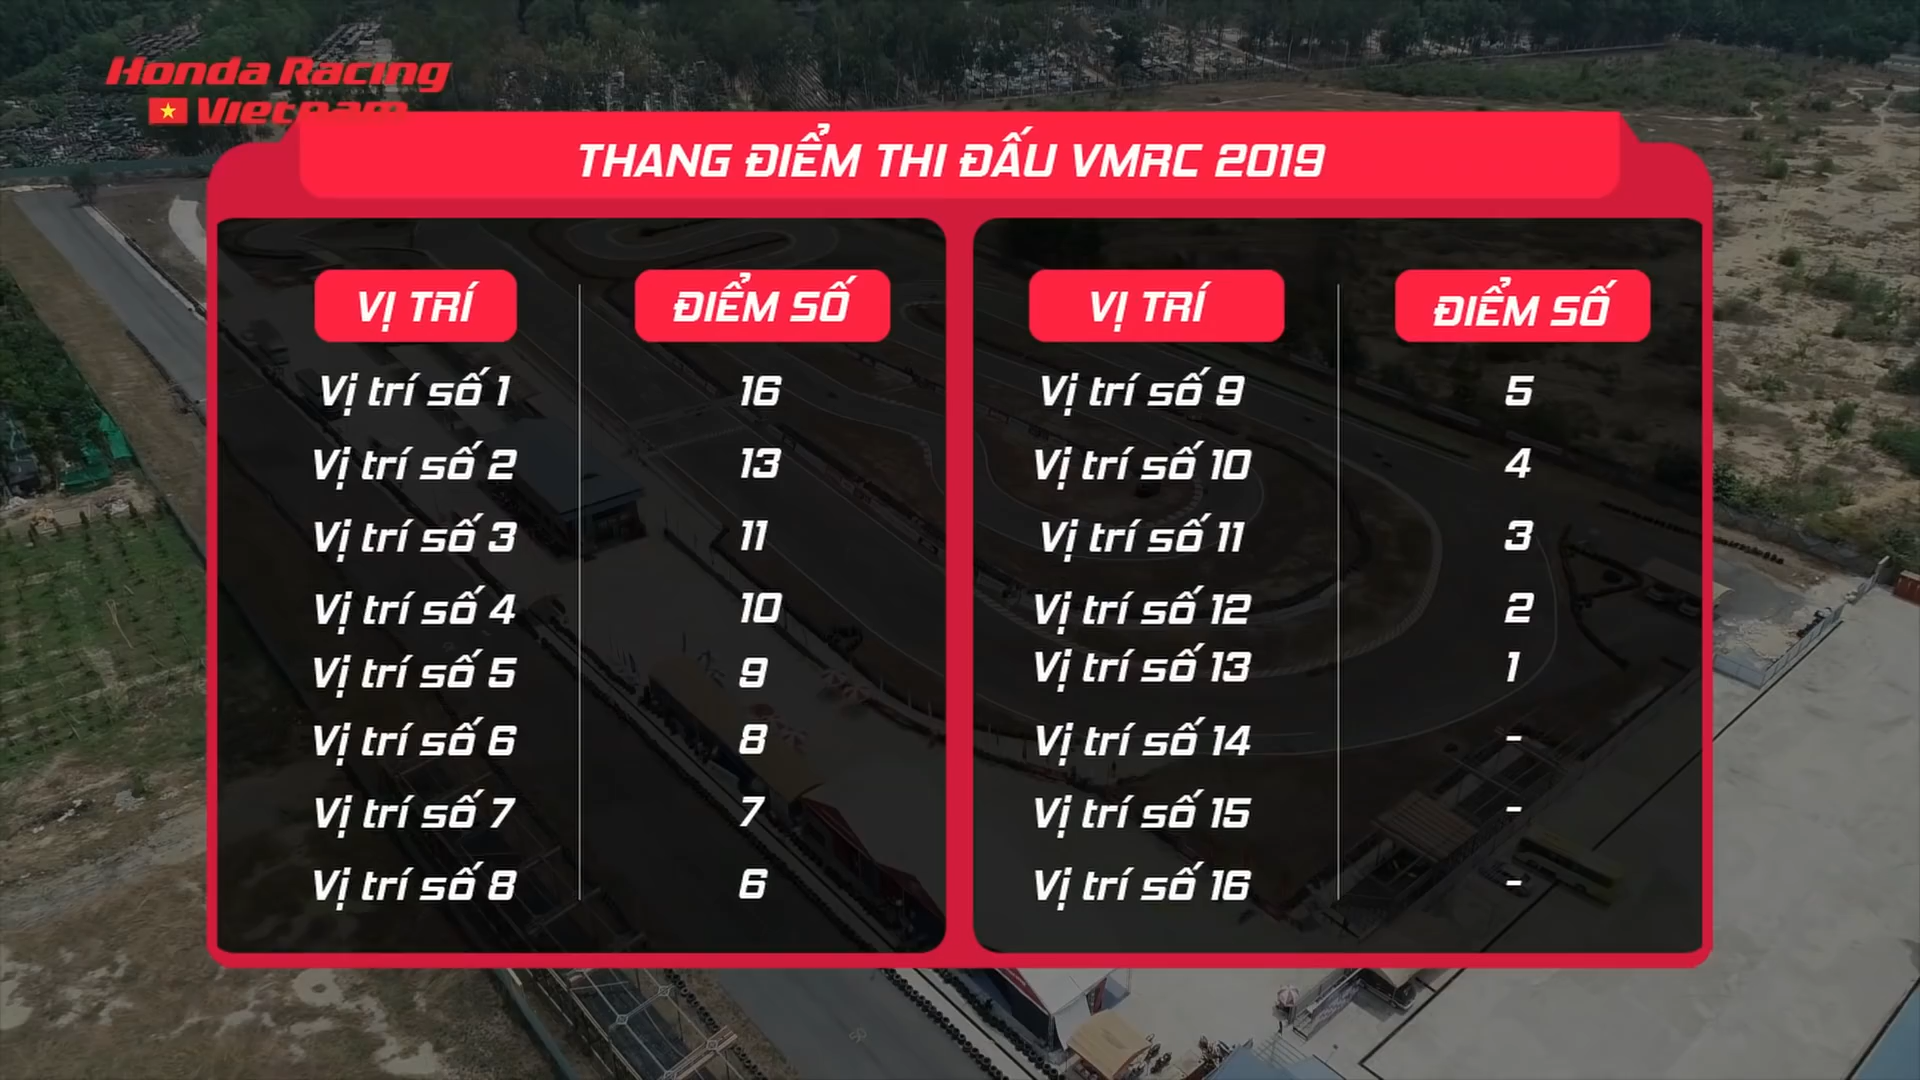 Honda Racing
Vietnam
THANG ĐIỂM THI ĐẤU VMRC 2019
VỊ TRÍ ĐIỂM SỐ
Vị trí số 1 16
Vị trí số 2 13
Vị trí số 3 11
Vị trí số 4 10
Vị trí số 5 9
Vị trí số 6 8
Vị trí số 7 7
Vị trí số 8 6
VỊ TRÍ ĐIỂM SỐ
Vị trí số 9 5
Vị trí số 10 4
Vị trí số 11 3
Vị trí số 12 2
Vị trí số 13 1
Vị trí số 14 -
Vị trí số 15 -
Vị trí số 16 -